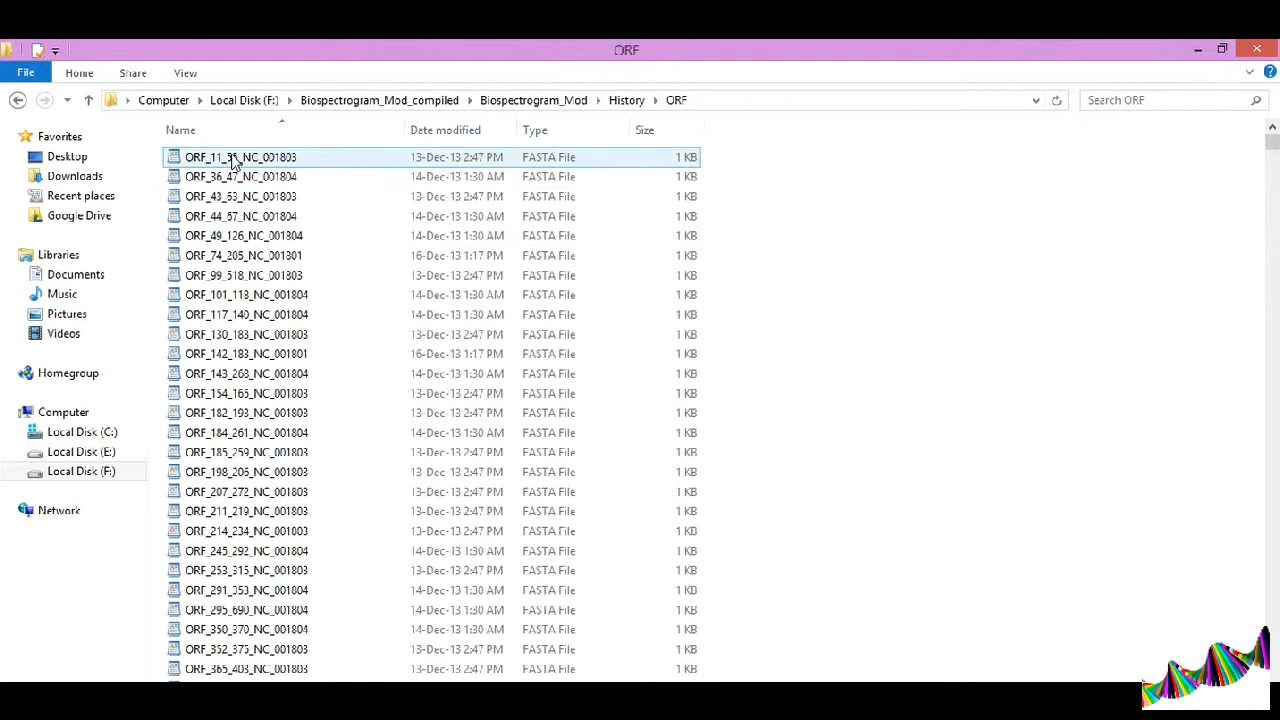 ORF
File Home Share View
Computer Local Disk (F:) Biospectrogram_Mod_compiled Biospectrogram_Mod History ORF Search ORF
Name Date modified Type Size
Favorites
Desktop
Downloads
Recent places
Google Drive
Libraries
Documents
Music
Pictures
Videos
Homegroup
Computer
Local Disk (C:)
Local Disk (E:)
Local Disk (F:)
Network
13-Dec-13 2:47 PM FASTA File 1 KB
ORF_36_47_NC_001804 14-Dec-13 1:30 AM FASTA File 1 KB
ORF_43_63_NC_001803 13-Dec-13 2:47 PM FASTA File 1 KB
ORF_44_67_NC_001804 14-Dec-13 1:30 AM FASTA File 1 KB
ORF_49_126_NC_001804 14-Dec-13 1:30 AM FASTA File 1 KB
ORF_74_205_NC_001801 16-Dec-13 1:17 PM FASTA File 1 KB
ORF_99_518_NC_001803 13-Dec-13 2:47 PM FASTA File 1 KB
ORF_101_118_NC_001804 14-Dec-13 1:30 AM FASTA File 1 KB
ORF_117_140_NC_001804 14-Dec-13 1:30 AM FASTA File 1 KB
ORF_130_183_NC_001803 13-Dec-13 2:47 PM FASTA File 1 KB
ORF_142_183_NC_001801 16-Dec-13 1:17 PM FASTA File 1 KB
ORF_143_268_NC_001804 14-Dec-13 1:30 AM FASTA File 1 KB
ORF_154_165_NC_001803 13-Dec-13 2:47 PM FASTA File 1 KB
ORF_182_193_NC_001803 13-Dec-13 2:47 PM FASTA File 1 KB
ORF_184_261_NC_001804 14-Dec-13 1:30 AM FASTA File 1 KB
ORF_185_259_NC_001803 13-Dec-13 2:47 PM FASTA File 1 KB
ORF_198_206_NC_001803 13-Dec-13 2:47 PM FASTA File 1 KB
ORF_207_272_NC_001803 13-Dec-13 2:47 PM FASTA File 1 KB
ORF_211_219_NC_001803 13-Dec-13 2:47 PM FASTA File 1 KB
ORF_214_234_NC_001803 13-Dec-13 2:47 PM FASTA File 1 KB
ORF_245_292_NC_001804 14-Dec-13 1:30 AM FASTA File 1 KB
ORF_253_315_NC_001803 13-Dec-13 2:47 PM FASTA File 1 KB
ORF_291_353_NC_001804 14-Dec-13 1:30 AM FASTA File 1 KB
ORF_295_690_NC_001804 14-Dec-13 1:30 AM FASTA File 1 KB
ORF_350_370_NC_001804 14-Dec-13 1:30 AM FASTA File 1 KB
ORF_352_375_NC_001803 13-Dec-13 2:47 PM FASTA File 1 KB
ORF_365_403_NC_001803 13-Dec-13 2:47 PM FASTA File 1 KB